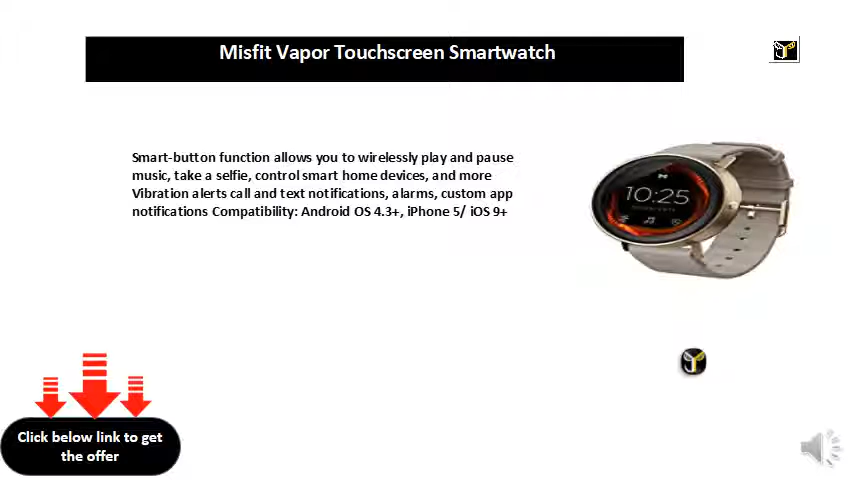 Misfit Vapor Touchscreen Smartwatch
Smart-button function allows you to wirelessly play and pause
music, take a selfie, control smart home devices, and more
Vibration alerts call and text notifications, alarms, custom app
notifications Compatibility: Android OS 4.3+, iPhone 5/ iOS 9+
10:25
Click below link to get
the offer